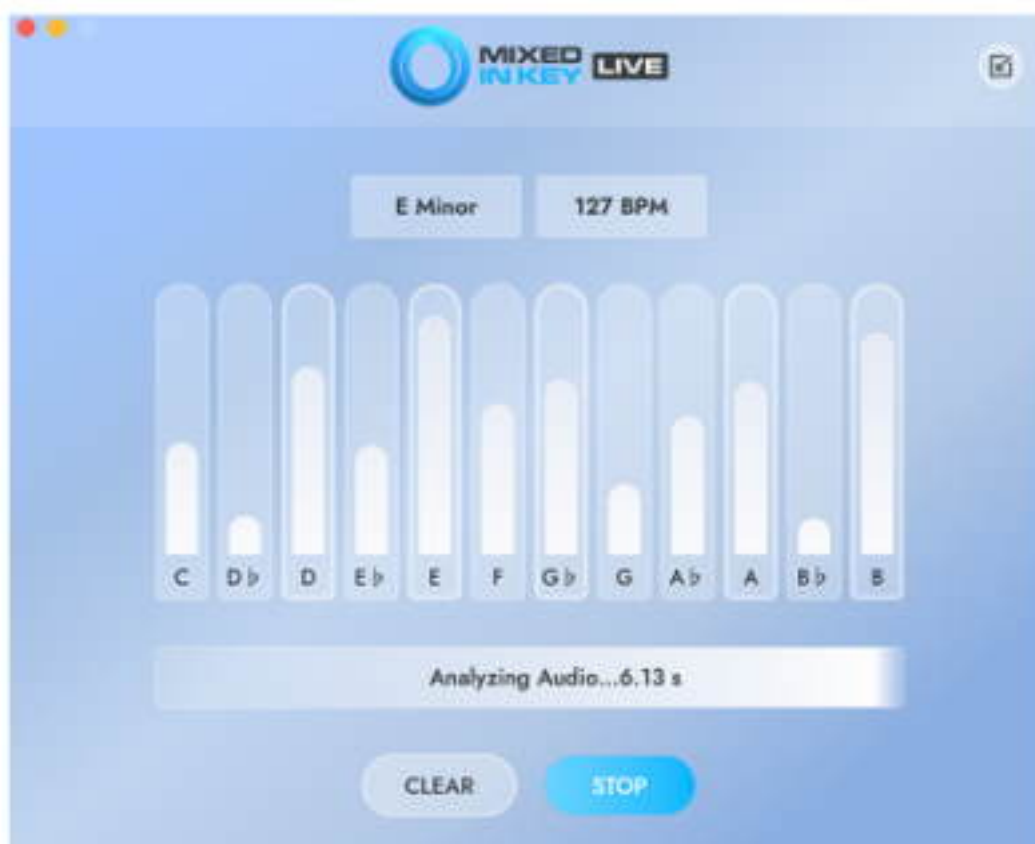 MIXED
IN KEY LIVE
E Minor 127 BPM
C D♭ D E♭ E F G♭ G A♭ A B♭ B
Analyzing Audio...6.13 s
CLEAR STOP